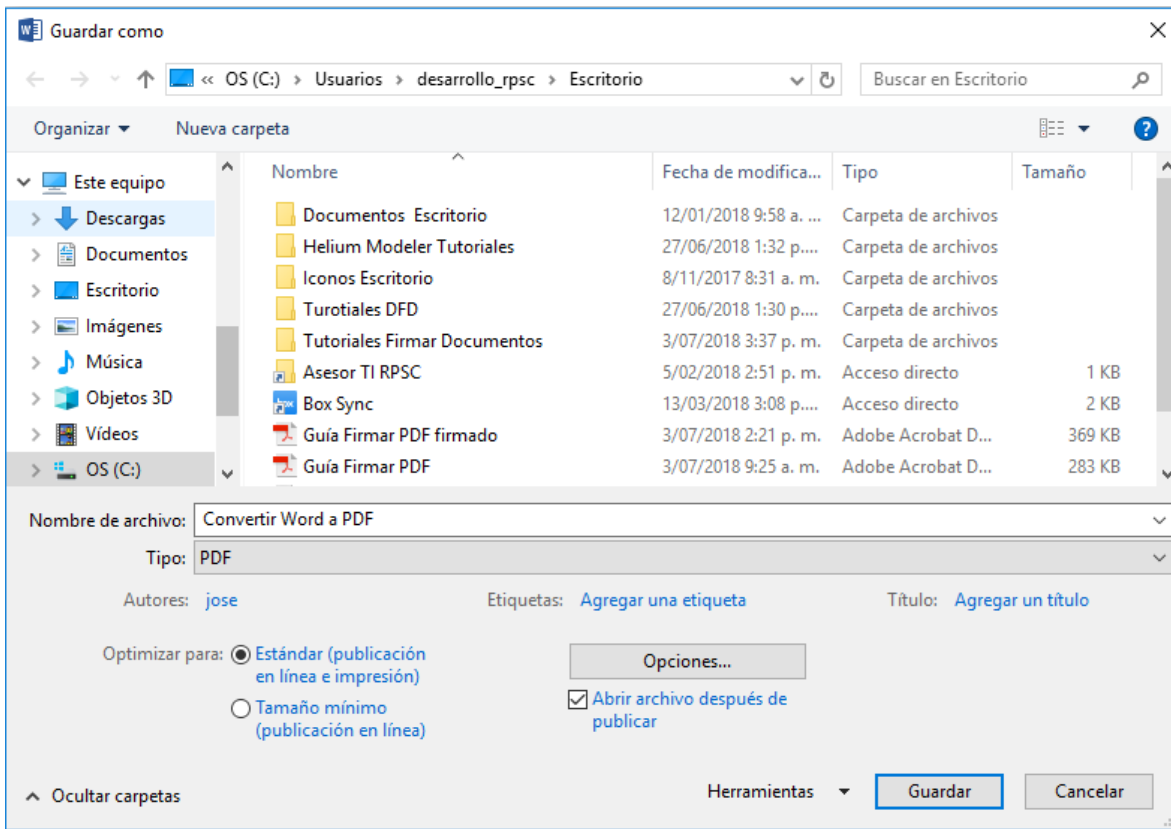 Guardar como
« OS (C:) › Usuarios › desarrollo_rpsc › Escritorio
Buscar en Escritorio
Organizar
Nueva carpeta
Este equipo
Descargas
Documentos
Escritorio
Imágenes
Música
Objetos 3D
Vídeos
OS (C:)
Nombre Fecha de modifica... Tipo Tamaño
Documentos Escritorio 12/01/2018 9:58 a. ... Carpeta de archivos
Helium Modeler Tutoriales 27/06/2018 1:32 p.... Carpeta de archivos
Iconos Escritorio 8/11/2017 8:31 a. m. Carpeta de archivos
Turotiales DFD 27/06/2018 1:30 p.... Carpeta de archivos
Tutoriales Firmar Documentos 3/07/2018 3:37 p. m. Carpeta de archivos
Asesor TI RPSC 5/02/2018 2:51 p. m. Acceso directo 1 KB
Box Sync 13/03/2018 3:08 p.... Acceso directo 2 KB
Guía Firmar PDF firmado 3/07/2018 2:21 p. m. Adobe Acrobat D... 369 KB
Guía Firmar PDF 3/07/2018 9:25 a. m. Adobe Acrobat D... 283 KB
Nombre de archivo: Convertir Word a PDF
Tipo: PDF
Autores: jose Etiquetas: Agregar una etiqueta Título: Agregar un título
Optimizar para: Estándar (publicación
en línea e impresión)
Tamaño mínimo
(publicación en línea)
Opciones...
Abrir archivo después de
publicar
Ocultar carpetas
Herramientas
Guardar
Cancelar